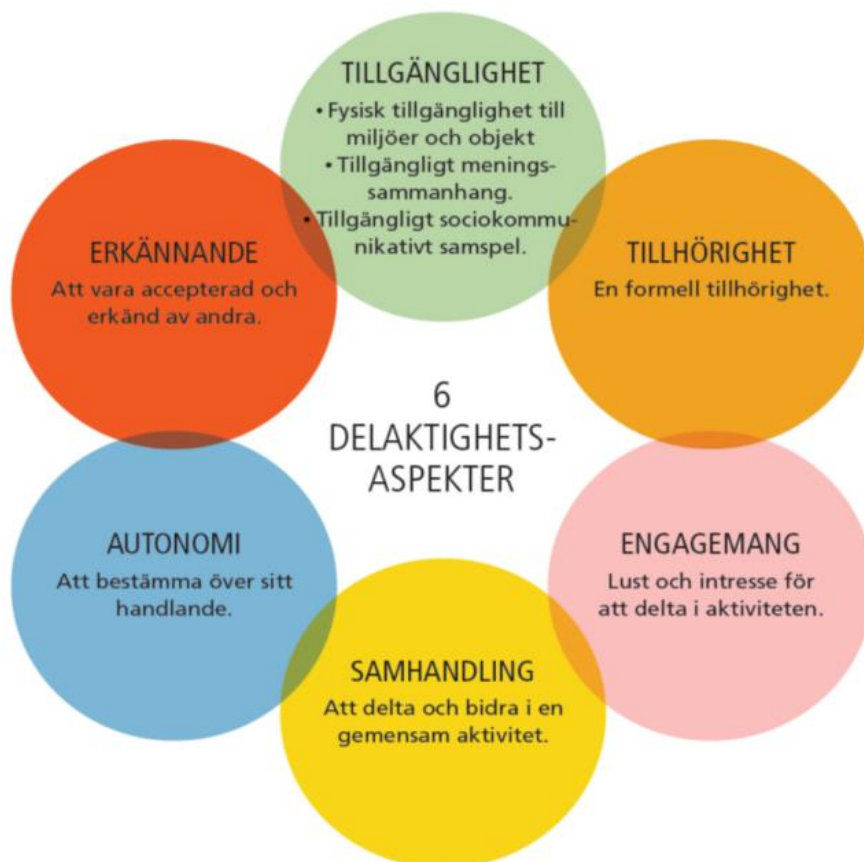 TILLGÄNGLIGHET
• Fysisk tillgänglighet till
miljöer och objekt
• Tillgängligt menings-
sammanhang.
• Tillgängligt sociokommu-
nikativt samspel.
TILLHÖRIGHET
En formell tillhörighet.
ENGAGEMANG
Lust och intresse för
att delta i aktiviteten.
SAMHANDLING
Att delta och bidra i en
gemensam aktivitet.
AUTONOMI
Att bestämma över sitt
handlande.
ERKÄNNANDE
Att vara accepterad och
erkänd av andra.
6
DELAKTIGHETS-
ASPEKTER